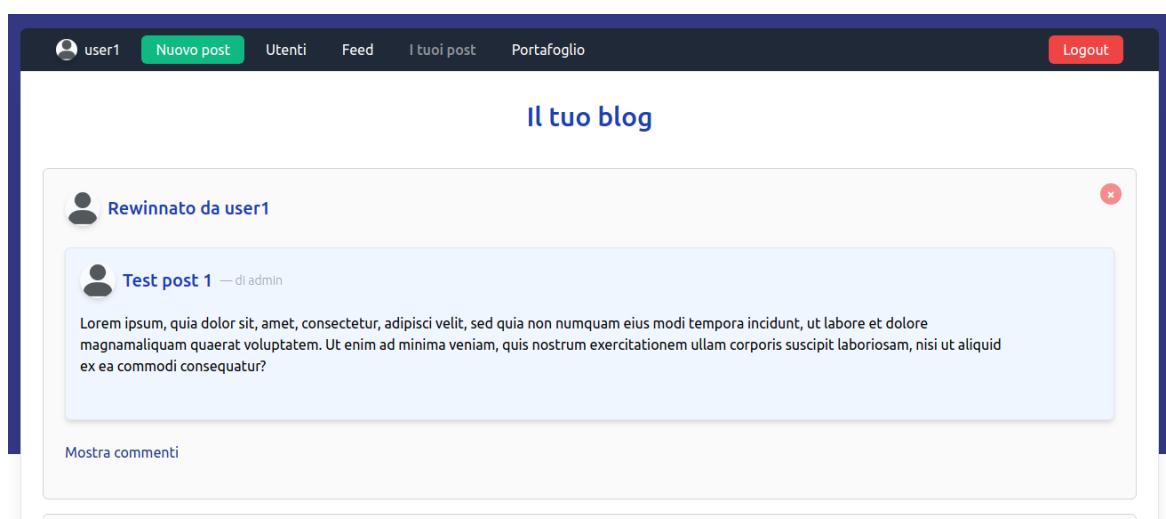 user1 Nuovo post Utenti Feed I tuoi post Portafoglio Logout
Il tuo blog
Rewinnato da user1
×
Test post 1 — di admin
Lorem ipsum, quia dolor sit, amet, consectetur, adipisci velit, sed quia non numquam eius modi tempora incidunt, ut labore et dolore
magnamaliquam quaerat voluptatem. Ut enim ad minima veniam, quis nostrum exercitationem ullam corporis suscipit laboriosam, nisi ut aliquid
ex ea commodi consequatur?
Mostra commenti